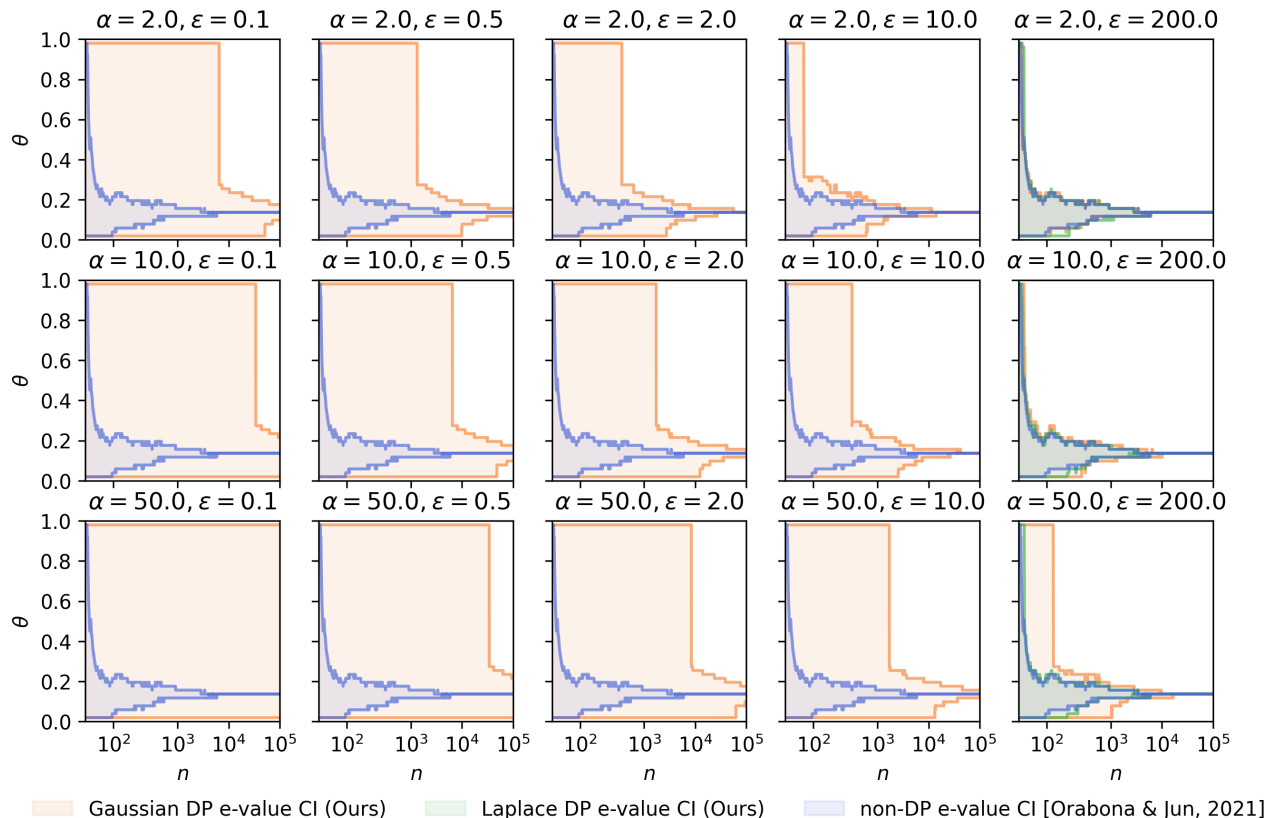 α = 2.0, ε = 0.1 α = 2.0, ε = 0.5 α = 2.0, ε = 2.0 α = 2.0, ε = 10.0 α = 2.0, ε = 200.0
1.0
0.8
0.6
θ
0.4
0.2
0.0
α = 10.0, ε = 0.1 α = 10.0, ε = 0.5 α = 10.0, ε = 2.0 α = 10.0, ε = 10.0 α = 10.0, ε = 200.0
1.0
0.8
0.6
θ
0.4
0.2
0.0
α = 50.0, ε = 0.1 α = 50.0, ε = 0.5 α = 50.0, ε = 2.0 α = 50.0, ε = 10.0 α = 50.0, ε = 200.0
1.0
0.8
0.6
θ
0.4
0.2
0.0
10² 10³ 10⁴ 10⁵ 10² 10³ 10⁴ 10⁵ 10² 10³ 10⁴ 10⁵ 10² 10³ 10⁴ 10⁵ 10² 10³ 10⁵
n n n n n
Gaussian DP e-value CI (Ours) Laplace DP e-value CI (Ours) non-DP e-value CI [Orabona & Jun, 2021]